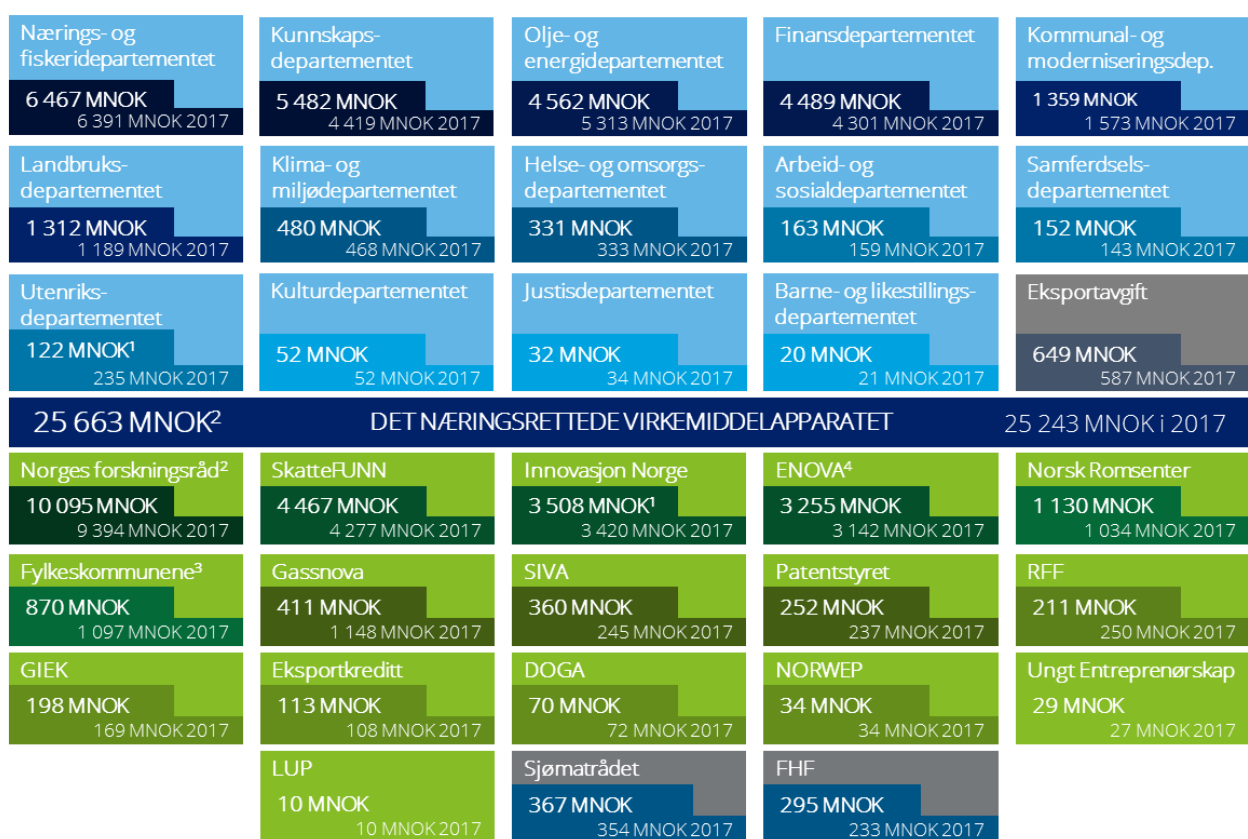 Nærings- og
fiskeridepartementet
6 467 MNOK
6 391 MNOK 2017
Kunnskaps-
departementet
5 482 MNOK
4 419 MNOK 2017
Olje- og
energidepartementet
4 562 MNOK
5 313 MNOK 2017
Finansdepartementet
4 489 MNOK
4 301 MNOK 2017
Kommunal- og
moderniseringsdep.
1 359 MNOK
1 573 MNOK 2017
Landbruks-
departementet
1 312 MNOK
1 189 MNOK 2017
Klima- og
miljødepartementet
480 MNOK
468 MNOK 2017
Helse- og omsorgs-
departementet
331 MNOK
333 MNOK 2017
Arbeid- og
sosialdepartementet
163 MNOK
159 MNOK 2017
Samferdsels-
departementet
152 MNOK
143 MNOK 2017
Utenriks-
departementet
122 MNOK¹
235 MNOK 2017
Kulturdepartementet
52 MNOK
52 MNOK 2017
Justisdepartementet
32 MNOK
34 MNOK 2017
Barne- og likestillings-
departementet
20 MNOK
21 MNOK 2017
Eksportavgift
649 MNOK
587 MNOK 2017
25 663 MNOK²
DET NÆRINGSRETTEDE VIRKEMIDDELAPPARATET
25 243 MNOK i 2017
Norges forskningsråd²
10 095 MNOK
9 394 MNOK 2017
SkatteFUNN
4 467 MNOK
4 277 MNOK 2017
Innovasjon Norge
3 508 MNOK¹
3 420 MNOK 2017
ENOVA⁴
3 255 MNOK
3 142 MNOK 2017
Norsk Romsenter
1 130 MNOK
1 034 MNOK 2017
Fylkeskommunene³
870 MNOK
1 097 MNOK 2017
Gassnova
411 MNOK
1 148 MNOK 2017
SIVA
360 MNOK
245 MNOK 2017
Patentstyret
252 MNOK
237 MNOK 2017
RFF
211 MNOK
250 MNOK 2017
GIEK
198 MNOK
169 MNOK 2017
Eksportkreditt
113 MNOK
108 MNOK 2017
DOGA
70 MNOK
72 MNOK 2017
NORWEP
34 MNOK
34 MNOK 2017
Ungt Entreprenørskap
29 MNOK
27 MNOK 2017
LUP
10 MNOK
10 MNOK 2017
Sjømatrådet
367 MNOK
354 MNOK 2017
FHF
295 MNOK
233 MNOK 2017